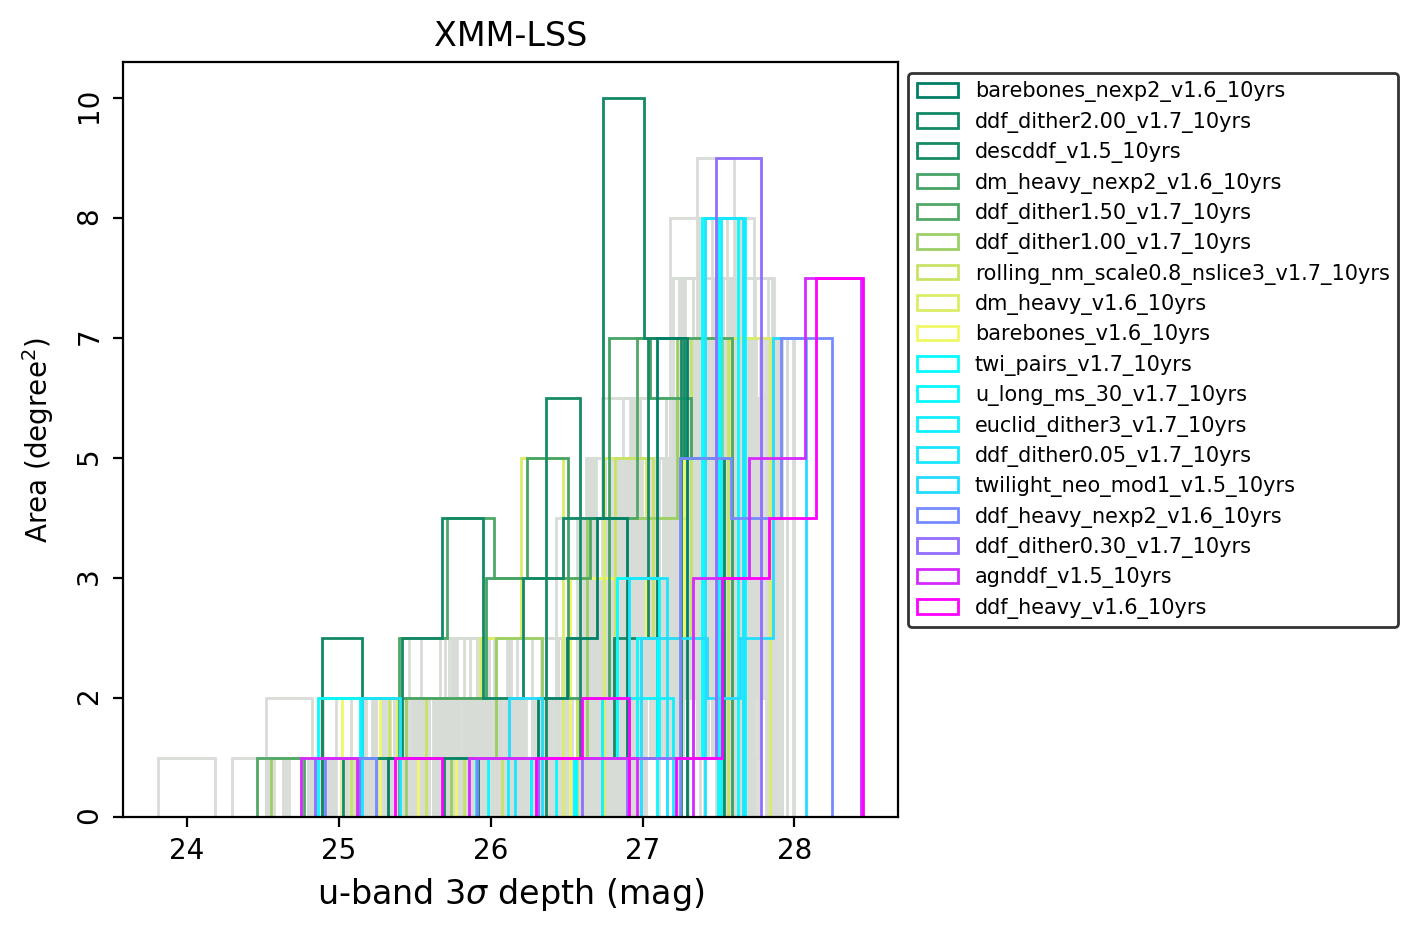 XMM-LSS
Area (degree²)
10
8
7
5
3
2
0
24 25 26 27 28
u-band 3σ depth (mag)
barebones_nexp2_v1.6_10yrs
ddf_dither2.00_v1.7_10yrs
descddf_v1.5_10yrs
dm_heavy_nexp2_v1.6_10yrs
ddf_dither1.50_v1.7_10yrs
ddf_dither1.00_v1.7_10yrs
rolling_nm_scale0.8_nslice3_v1.7_10yrs
dm_heavy_v1.6_10yrs
barebones_v1.6_10yrs
twi_pairs_v1.7_10yrs
u_long_ms_30_v1.7_10yrs
euclid_dither3_v1.7_10yrs
ddf_dither0.05_v1.7_10yrs
twilight_neo_mod1_v1.5_10yrs
ddf_heavy_nexp2_v1.6_10yrs
ddf_dither0.30_v1.7_10yrs
agnddf_v1.5_10yrs
ddf_heavy_v1.6_10yrs